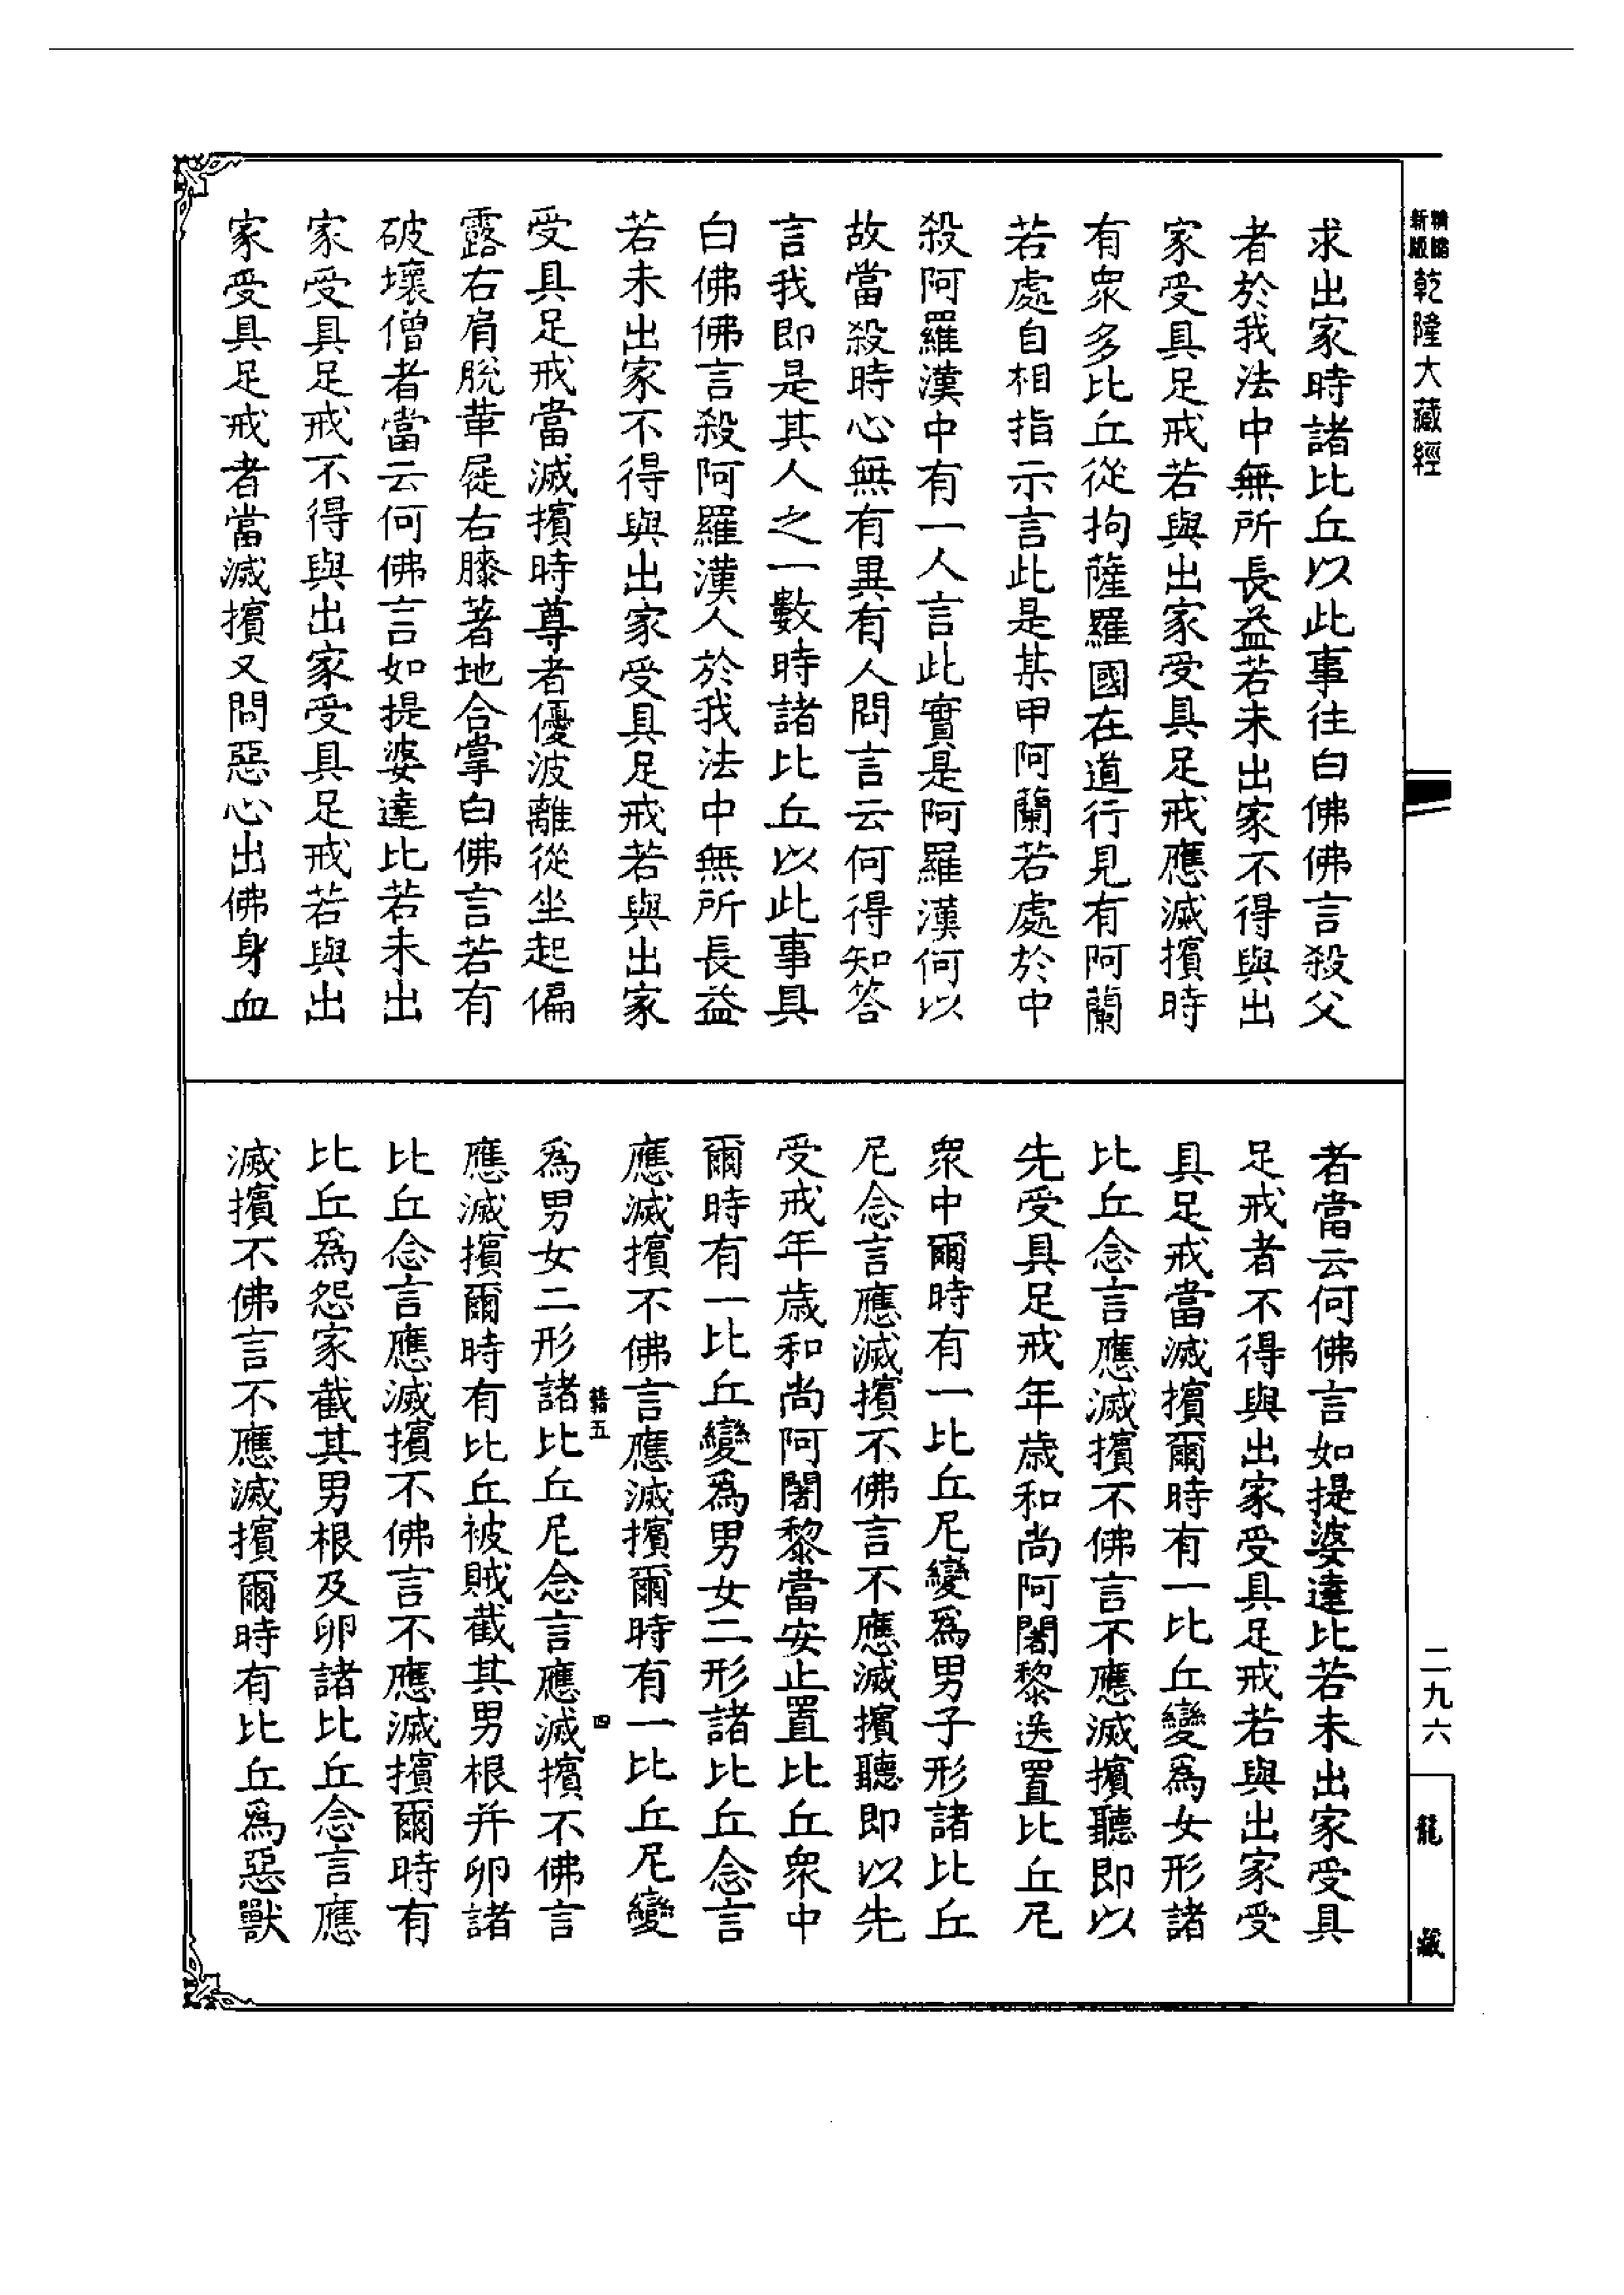 精編
新版
乾隆大藏經
求出家時諸比丘以此事往白佛佛言殺父
者於我法中無所長益若未出家不得與出
家受具足戒若與出家受具足戒應滅擯時
有眾多比丘從拘薩羅國在道行見有阿蘭
若處自相指示言此是某甲阿蘭若處於中
殺阿羅漢中有一人言此實是阿羅漢何以
故當殺時心無有異有人問言云何得知答
言我即是其人之一數時諸比丘以此事具
白佛佛言殺阿羅漢人於我法中無所長益
若未出家不得與出家受具足戒若與出家
受具足戒當滅擯時尊者優波離從坐起偏
露右肩脫革屣右膝著地合掌白佛言若有
破壞僧者當云何佛言如提婆達比若未出
家受具足戒不得與出家受具足戒若與出
家受具足戒者當滅擯又問惡心出佛身血
者當云何佛言如提婆達比若未出家受具
足戒者不得與出家受具足戒若與出家受
具足戒當滅擯爾時有一比丘變為女形諸
比丘念言應滅擯不佛言不應滅擯聽即以
先受具足戒年歲和尚阿闍黎送置比丘尼
眾中爾時有一比丘尼變為男子形諸比丘
尼念言應滅擯不佛言不應滅擯聽即以先
受戒年歲和尚阿闍黎當安止置比丘眾中
爾時有一比丘變為男女二形諸比丘念言
應滅擯不佛言應滅擯爾時有一比丘尼變
籍五
四
為男女二形諸比丘尼念言應滅擯不佛言
應滅擯爾時有比丘被賊截其男根并卵諸
比丘念言應滅擯不佛言不應滅擯爾時有
比丘為怨家截其男根及卵諸比丘念言應
滅擯不佛言不應滅擯爾時有比丘為惡獸
二九六
龍藏